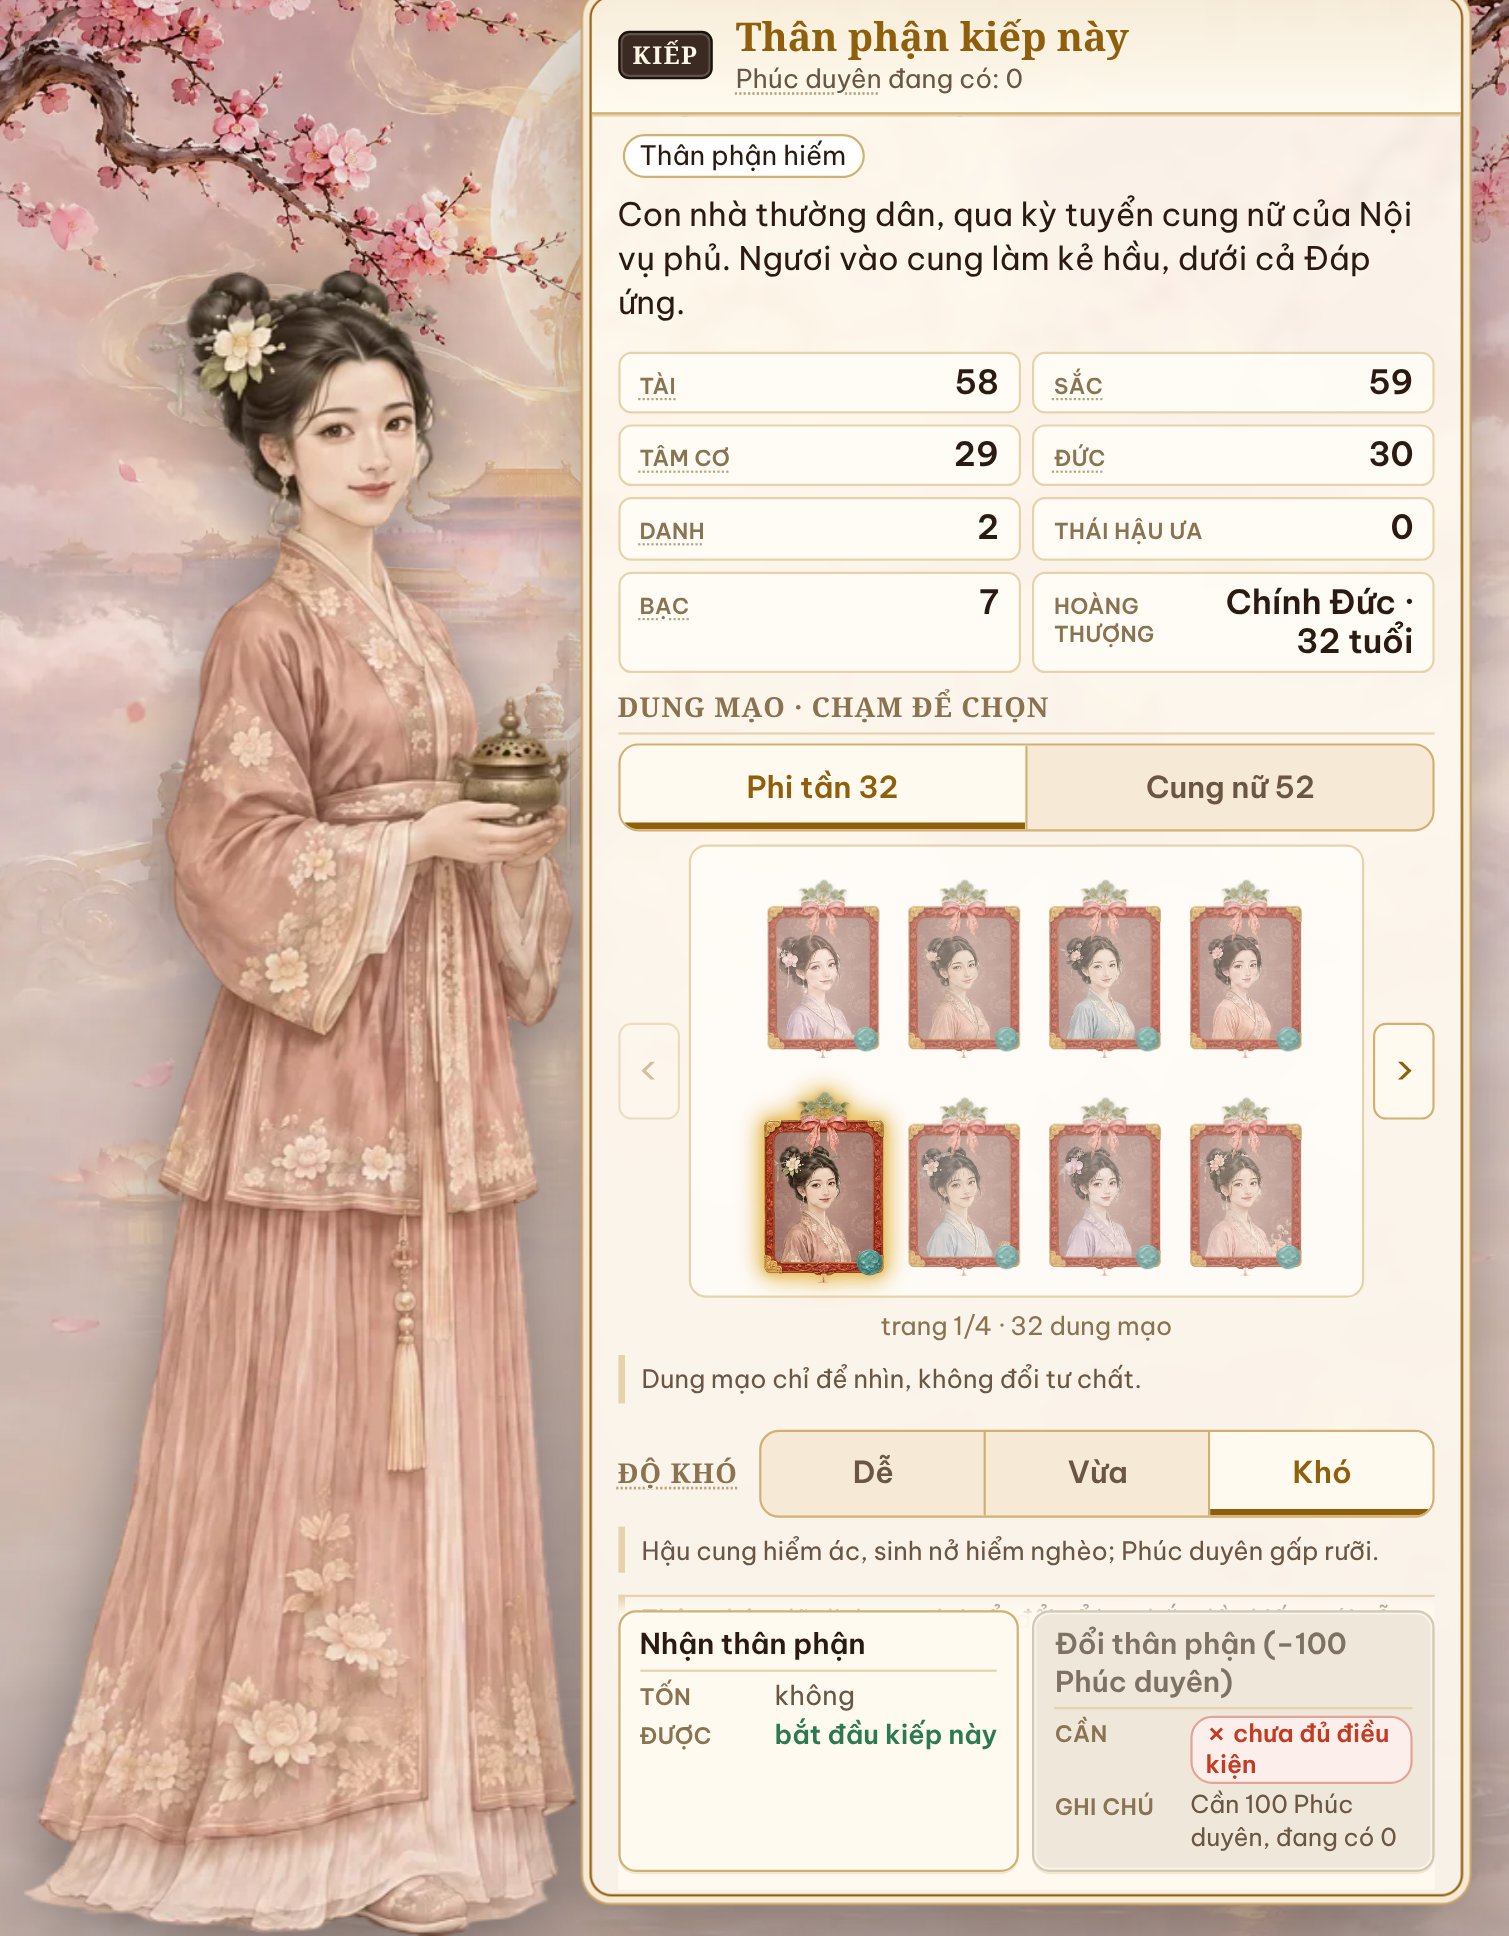 KIẾP
Thân phận kiếp này
Phúc duyên đang có: 0
Thân phận hiếm
Con nhà thường dân, qua kỳ tuyển cung nữ của Nội
vụ phủ. Ngươi vào cung làm kẻ hầu, dưới cả Đáp
ứng.
TÀI 58
SẮC 59
TÂM CƠ 29
ĐỨC 30
DANH 2
THÁI HẬU ƯA 0
BẠC 7
HOÀNG
THƯỢNG
Chính Đức ·
32 tuổi
DUNG MẠO · CHẠM ĐỂ CHỌN
Phi tần 32
Cung nữ 52
<
>
trang 1/4 · 32 dung mạo
Dung mạo chỉ để nhìn, không đổi tư chất.
ĐỘ KHÓ
Dễ
Vừa
Khó
Hậu cung hiểm ác, sinh nở hiểm nghèo; Phúc duyên gấp rưỡi.
Nhận thân phận
TỐN không
ĐƯỢC bắt đầu kiếp này
Đổi thân phận (−100
Phúc duyên)
CẦN × chưa đủ điều
kiện
GHI CHÚ Cần 100 Phúc
duyên, đang có 0